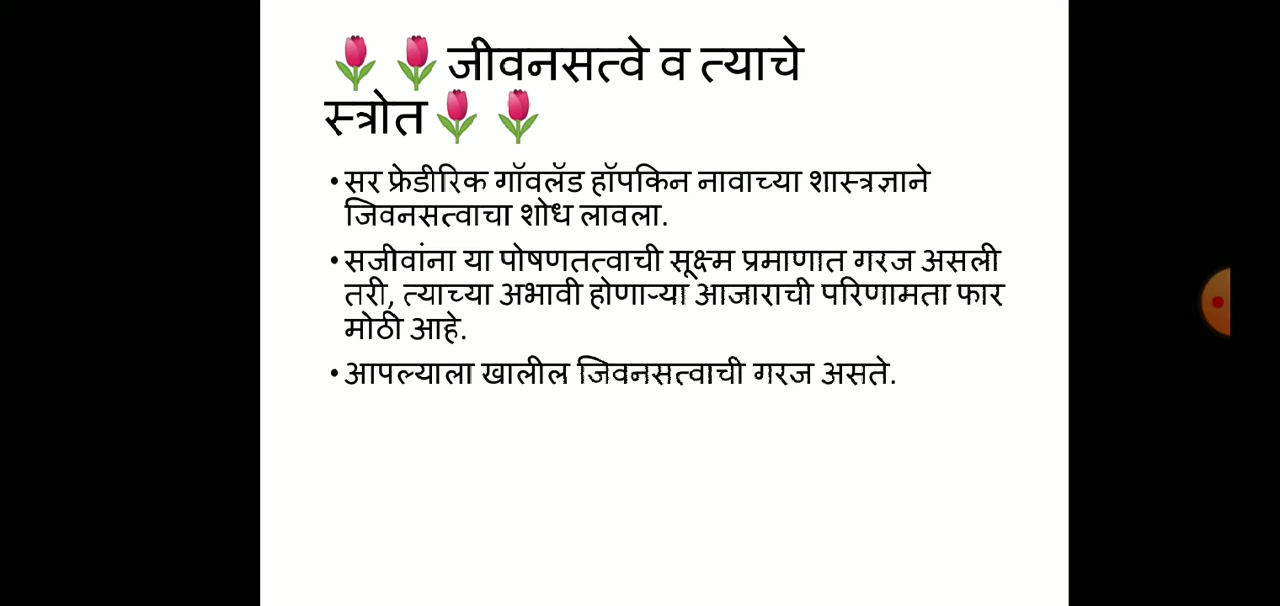 🌷🌷जीवनसत्वे व त्याचे
स्त्रोत🌷🌷
•सर फ्रेडीरिक गॉवलॅड हॉपकिन नावाच्या शास्त्रज्ञाने
जिवनसत्वाचा शोध लावला.
•सजीवांना या पोषणतत्वाची सूक्ष्म प्रमाणात गरज असली
तरी, त्याच्या अभावी होणाऱ्या आजाराची परिणामता फार
मोठी आहे.
•आपल्याला खालील जिवनसत्वाची गरज असते.